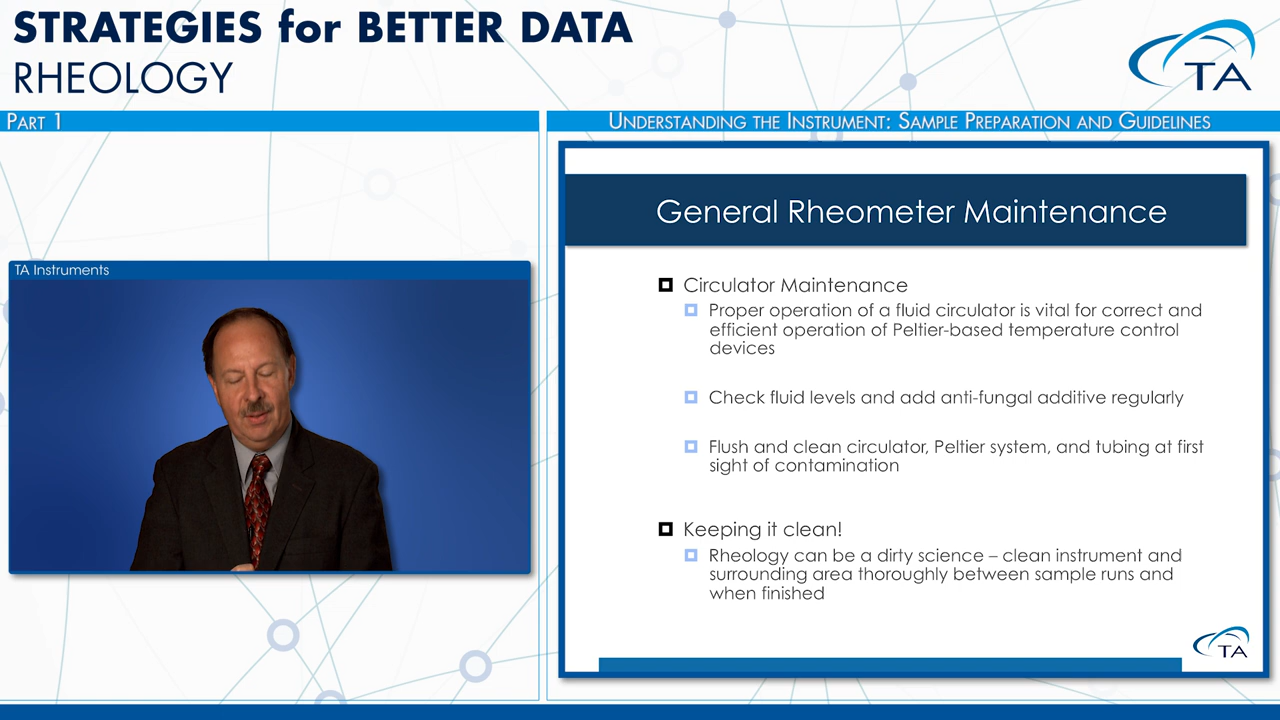 STRATEGIES for BETTER DATA
RHEOLOGY
TA
PART 1
UNDERSTANDING THE INSTRUMENT: SAMPLE PREPARATION AND GUIDELINES
TA Instruments
General Rheometer Maintenance
Circulator Maintenance
Proper operation of a fluid circulator is vital for correct and
efficient operation of Peltier-based temperature control
devices
Check fluid levels and add anti-fungal additive regularly
Flush and clean circulator, Peltier system, and tubing at first
sight of contamination
Keeping it clean!
Rheology can be a dirty science – clean instrument and
surrounding area thoroughly between sample runs and
when finished
TA